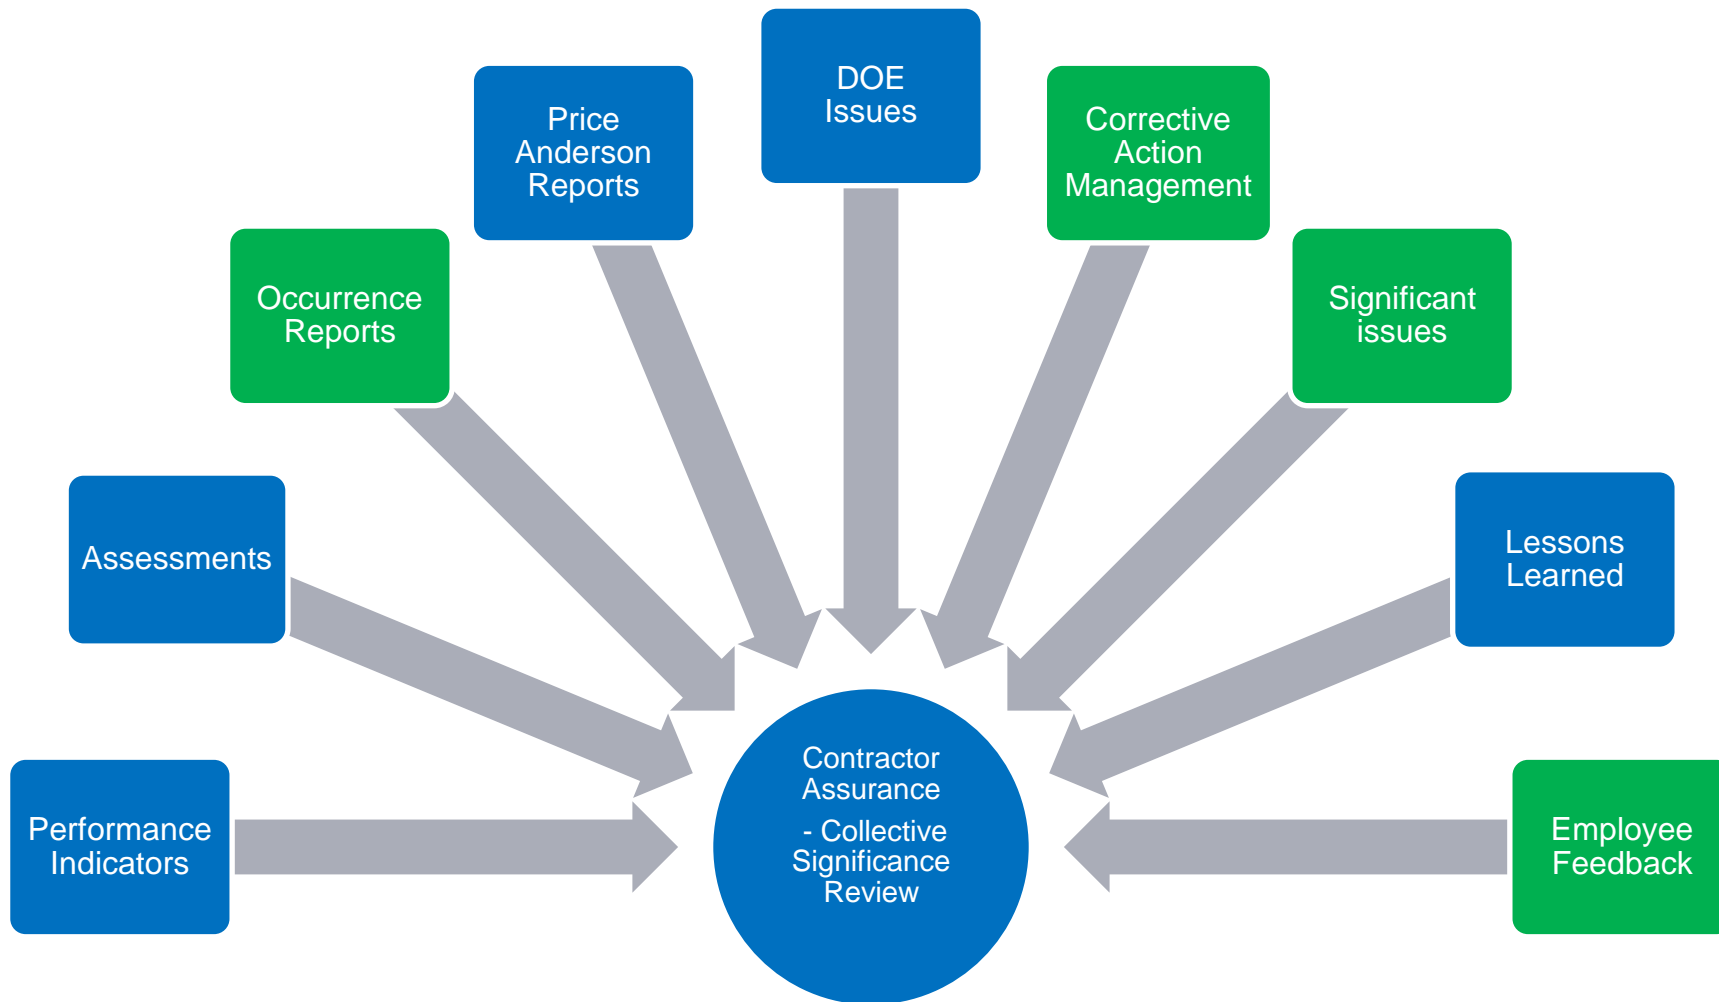 DOE
Issues
Price
Anderson
Reports
Corrective
Action
Management
Occurrence
Reports
Significant
issues
Assessments
Lessons
Learned
Performance
Indicators
Contractor
Assurance
- Collective
Significance
Review
Employee
Feedback